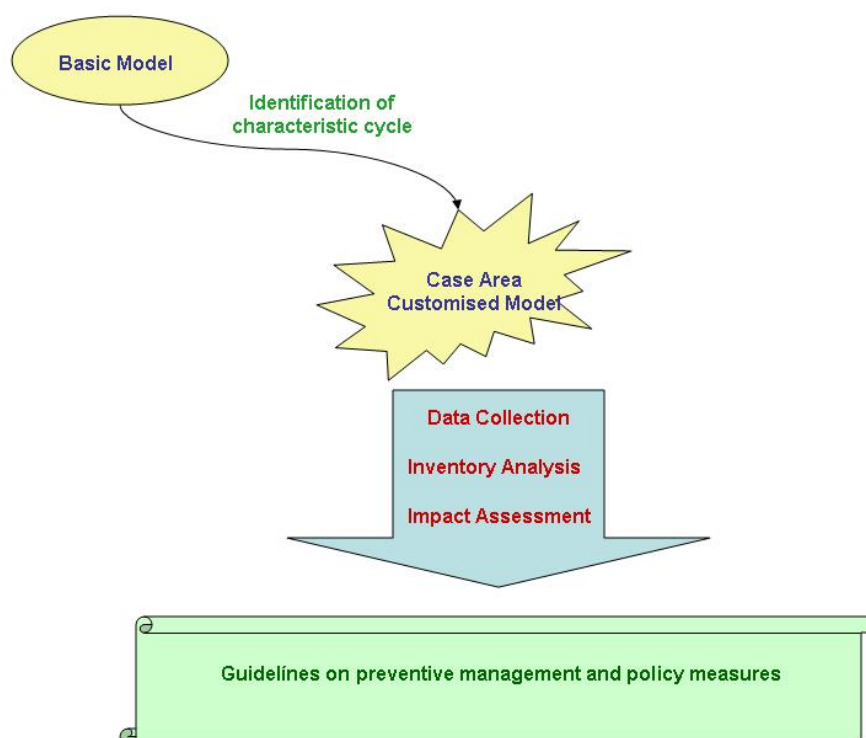 Basic Model
Identification of
characteristic cycle
Case Area
Customised Model
Data Collection
Inventory Analysis
Impact Assessment
Guidelínes on preventive management and policy measures